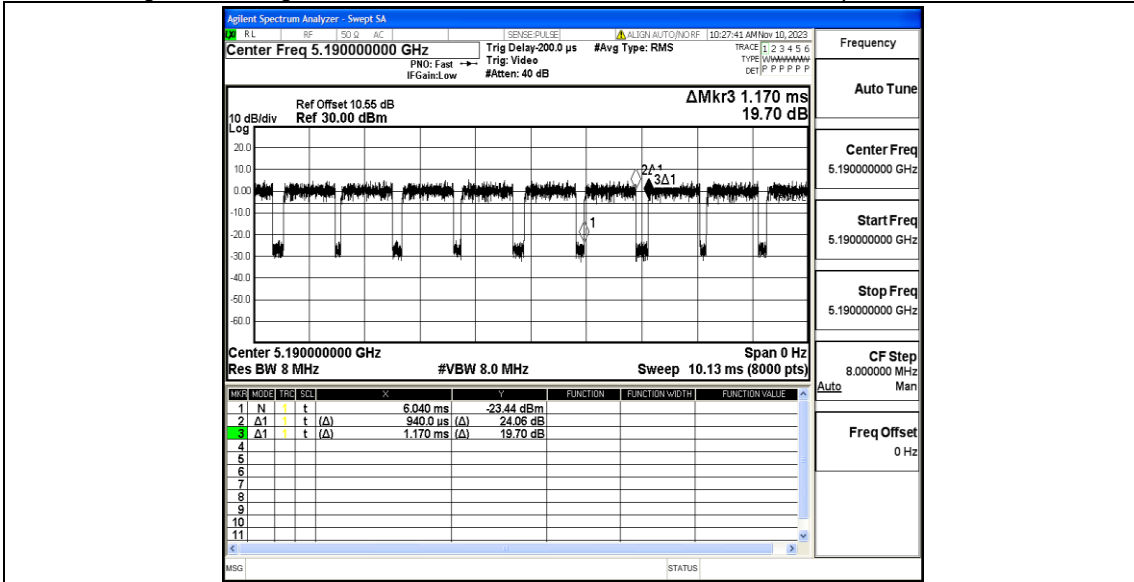 Agilent Spectrum Analyzer - Swept SA
LXI RL RF 50 Ω AC SENSE:PULSE ALIGN AUTO/NO RF 10:27:41 AM Nov 10, 2023
Center Freq 5.190000000 GHz
PNO: Fast
IFGain:Low
Trig Delay-200.0 µs
Trig: Video
#Atten: 40 dB
#Avg Type: RMS
TRACE 1 2 3 4 5 6
TYPE
DET P P P P P P
ΔMkr3 1.170 ms
19.70 dB
Ref Offset 10.55 dB
10 dB/div Ref 30.00 dBm
Log
20.0
10.0
0.00
-10.0
-20.0
-30.0
-40.0
-50.0
-60.0
2Δ1
3Δ1
1
Center 5.190000000 GHz Span 0 Hz
Res BW 8 MHz #VBW 8.0 MHz Sweep 10.13 ms (8000 pts)
MKR MODE TRC SCL X Y FUNCTION FUNCTION WIDTH FUNCTION VALUE
1 N 1 t 6.040 ms -23.44 dBm
2 Δ1 1 t (Δ) 940.0 µs (Δ) 24.06 dB
3 Δ1 1 t (Δ) 1.170 ms (Δ) 19.70 dB
4
5
6
7
8
9
10
11
MSG STATUS
Frequency
Auto Tune
Center Freq
5.190000000 GHz
Start Freq
5.190000000 GHz
Stop Freq
5.190000000 GHz
CF Step
8.000000 MHz
Auto Man
Freq Offset
0 Hz